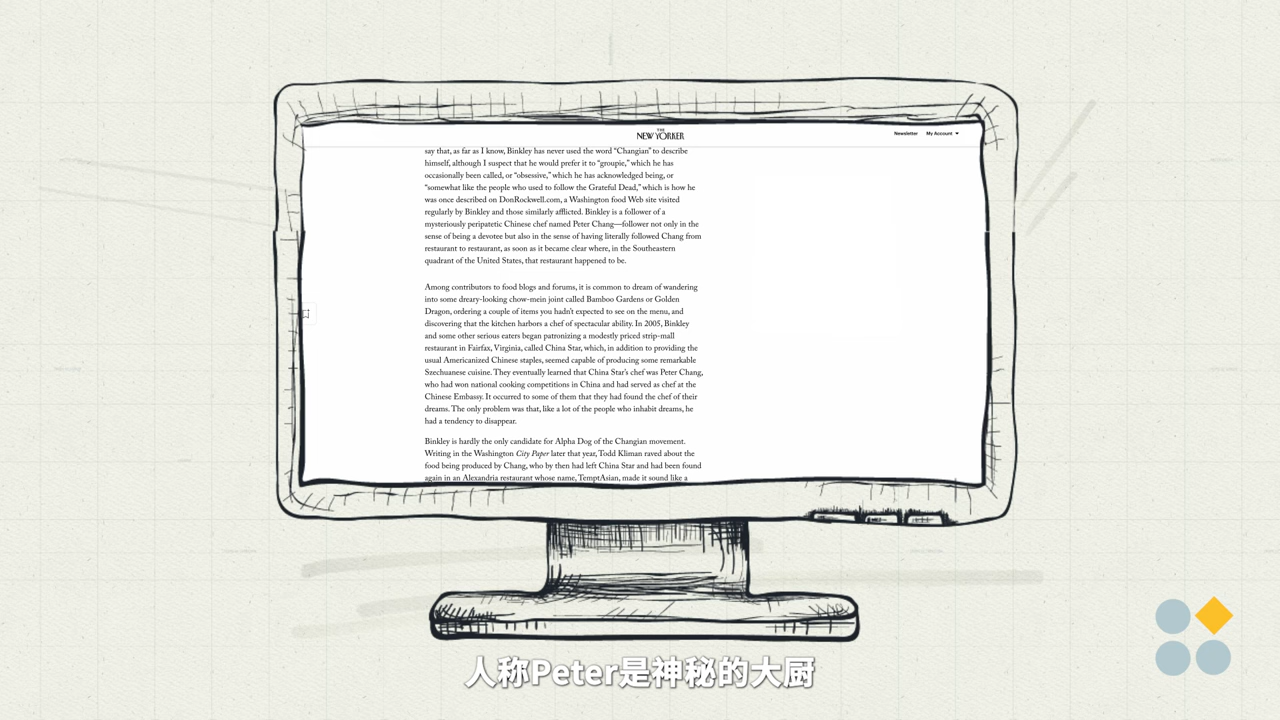 THE
NEW YORKER
Newsletter My Account
say that, as far as I know, Binkley has never used the word “Changian” to describe
himself, although I suspect that he would prefer it to “groupie,” which he has
occasionally been called, or “obsessive,” which he has acknowledged being, or
“somewhat like the people who used to follow the Grateful Dead,” which is how he
was once described on DonRockwell.com, a Washington food Web site visited
regularly by Binkley and those similarly afflicted. Binkley is a follower of a
mysteriously peripatetic Chinese chef named Peter Chang—follower not only in the
sense of being a devotee but also in the sense of having literally followed Chang from
restaurant to restaurant, as soon as it became clear where, in the Southeastern
quadrant of the United States, that restaurant happened to be.
Among contributors to food blogs and forums, it is common to dream of wandering
into some dreary-looking chow-mein joint called Bamboo Gardens or Golden
Dragon, ordering a couple of items you hadn’t expected to see on the menu, and
discovering that the kitchen harbors a chef of spectacular ability. In 2005, Binkley
and some other serious eaters began patronizing a modestly priced strip-mall
restaurant in Fairfax, Virginia, called China Star, which, in addition to providing the
usual Americanized Chinese staples, seemed capable of producing some remarkable
Szechuanese cuisine. They eventually learned that China Star’s chef was Peter Chang,
who had won national cooking competitions in China and had served as chef at the
Chinese Embassy. It occurred to some of them that they had found the chef of their
dreams. The only problem was that, like a lot of the people who inhabit dreams, he
had a tendency to disappear.
Binkley is hardly the only candidate for Alpha Dog of the Changian movement.
Writing in the Washington City Paper later that year, Todd Kliman raved about the
food being produced by Chang, who by then had left China Star and had been found
again in an Alexandria restaurant whose name, TemptAsian, made it sound like a
人称Peter是神秘的大厨